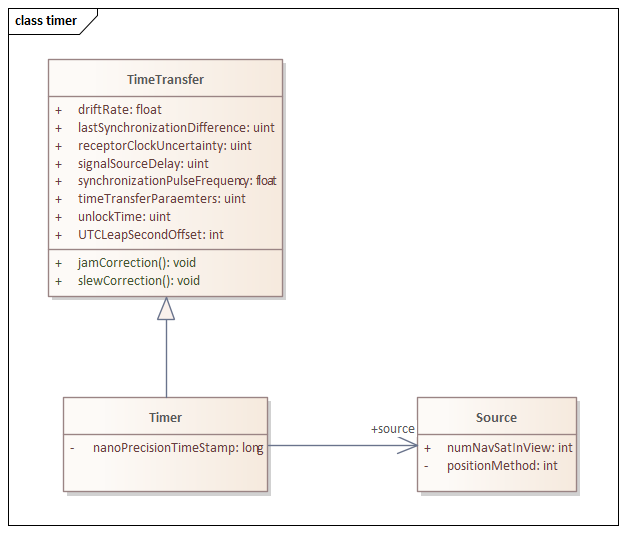 class timer
TimeTransfer
+ driftRate: float
+ lastSynchronizationDifference: uint
+ receptorClockUncertainty: uint
+ signalSourceDelay: uint
+ synchronizationPulseFrequency: float
+ timeTransferParaemters: uint
+ unlockTime: uint
+ UTCLeapSecondOffset: int
+ jamCorrection(): void
+ slewCorrection(): void
Timer
- nanoPrecisionTimeStamp: long
+source
Source
+ numNavSatInView: int
- positionMethod: int